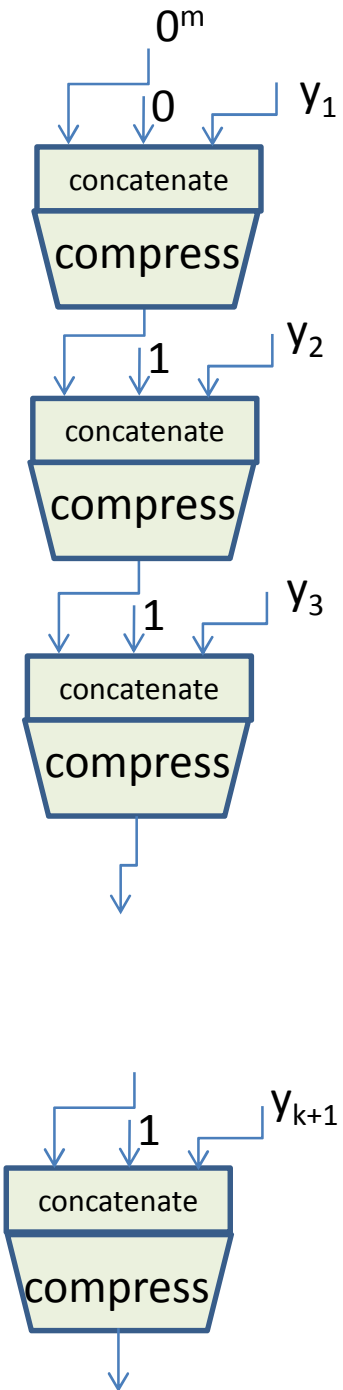 0ᵐ
0
y₁
concatenate
compress
1
y₂
concatenate
compress
1
y₃
concatenate
compress
1
yₖ₊₁
concatenate
compress